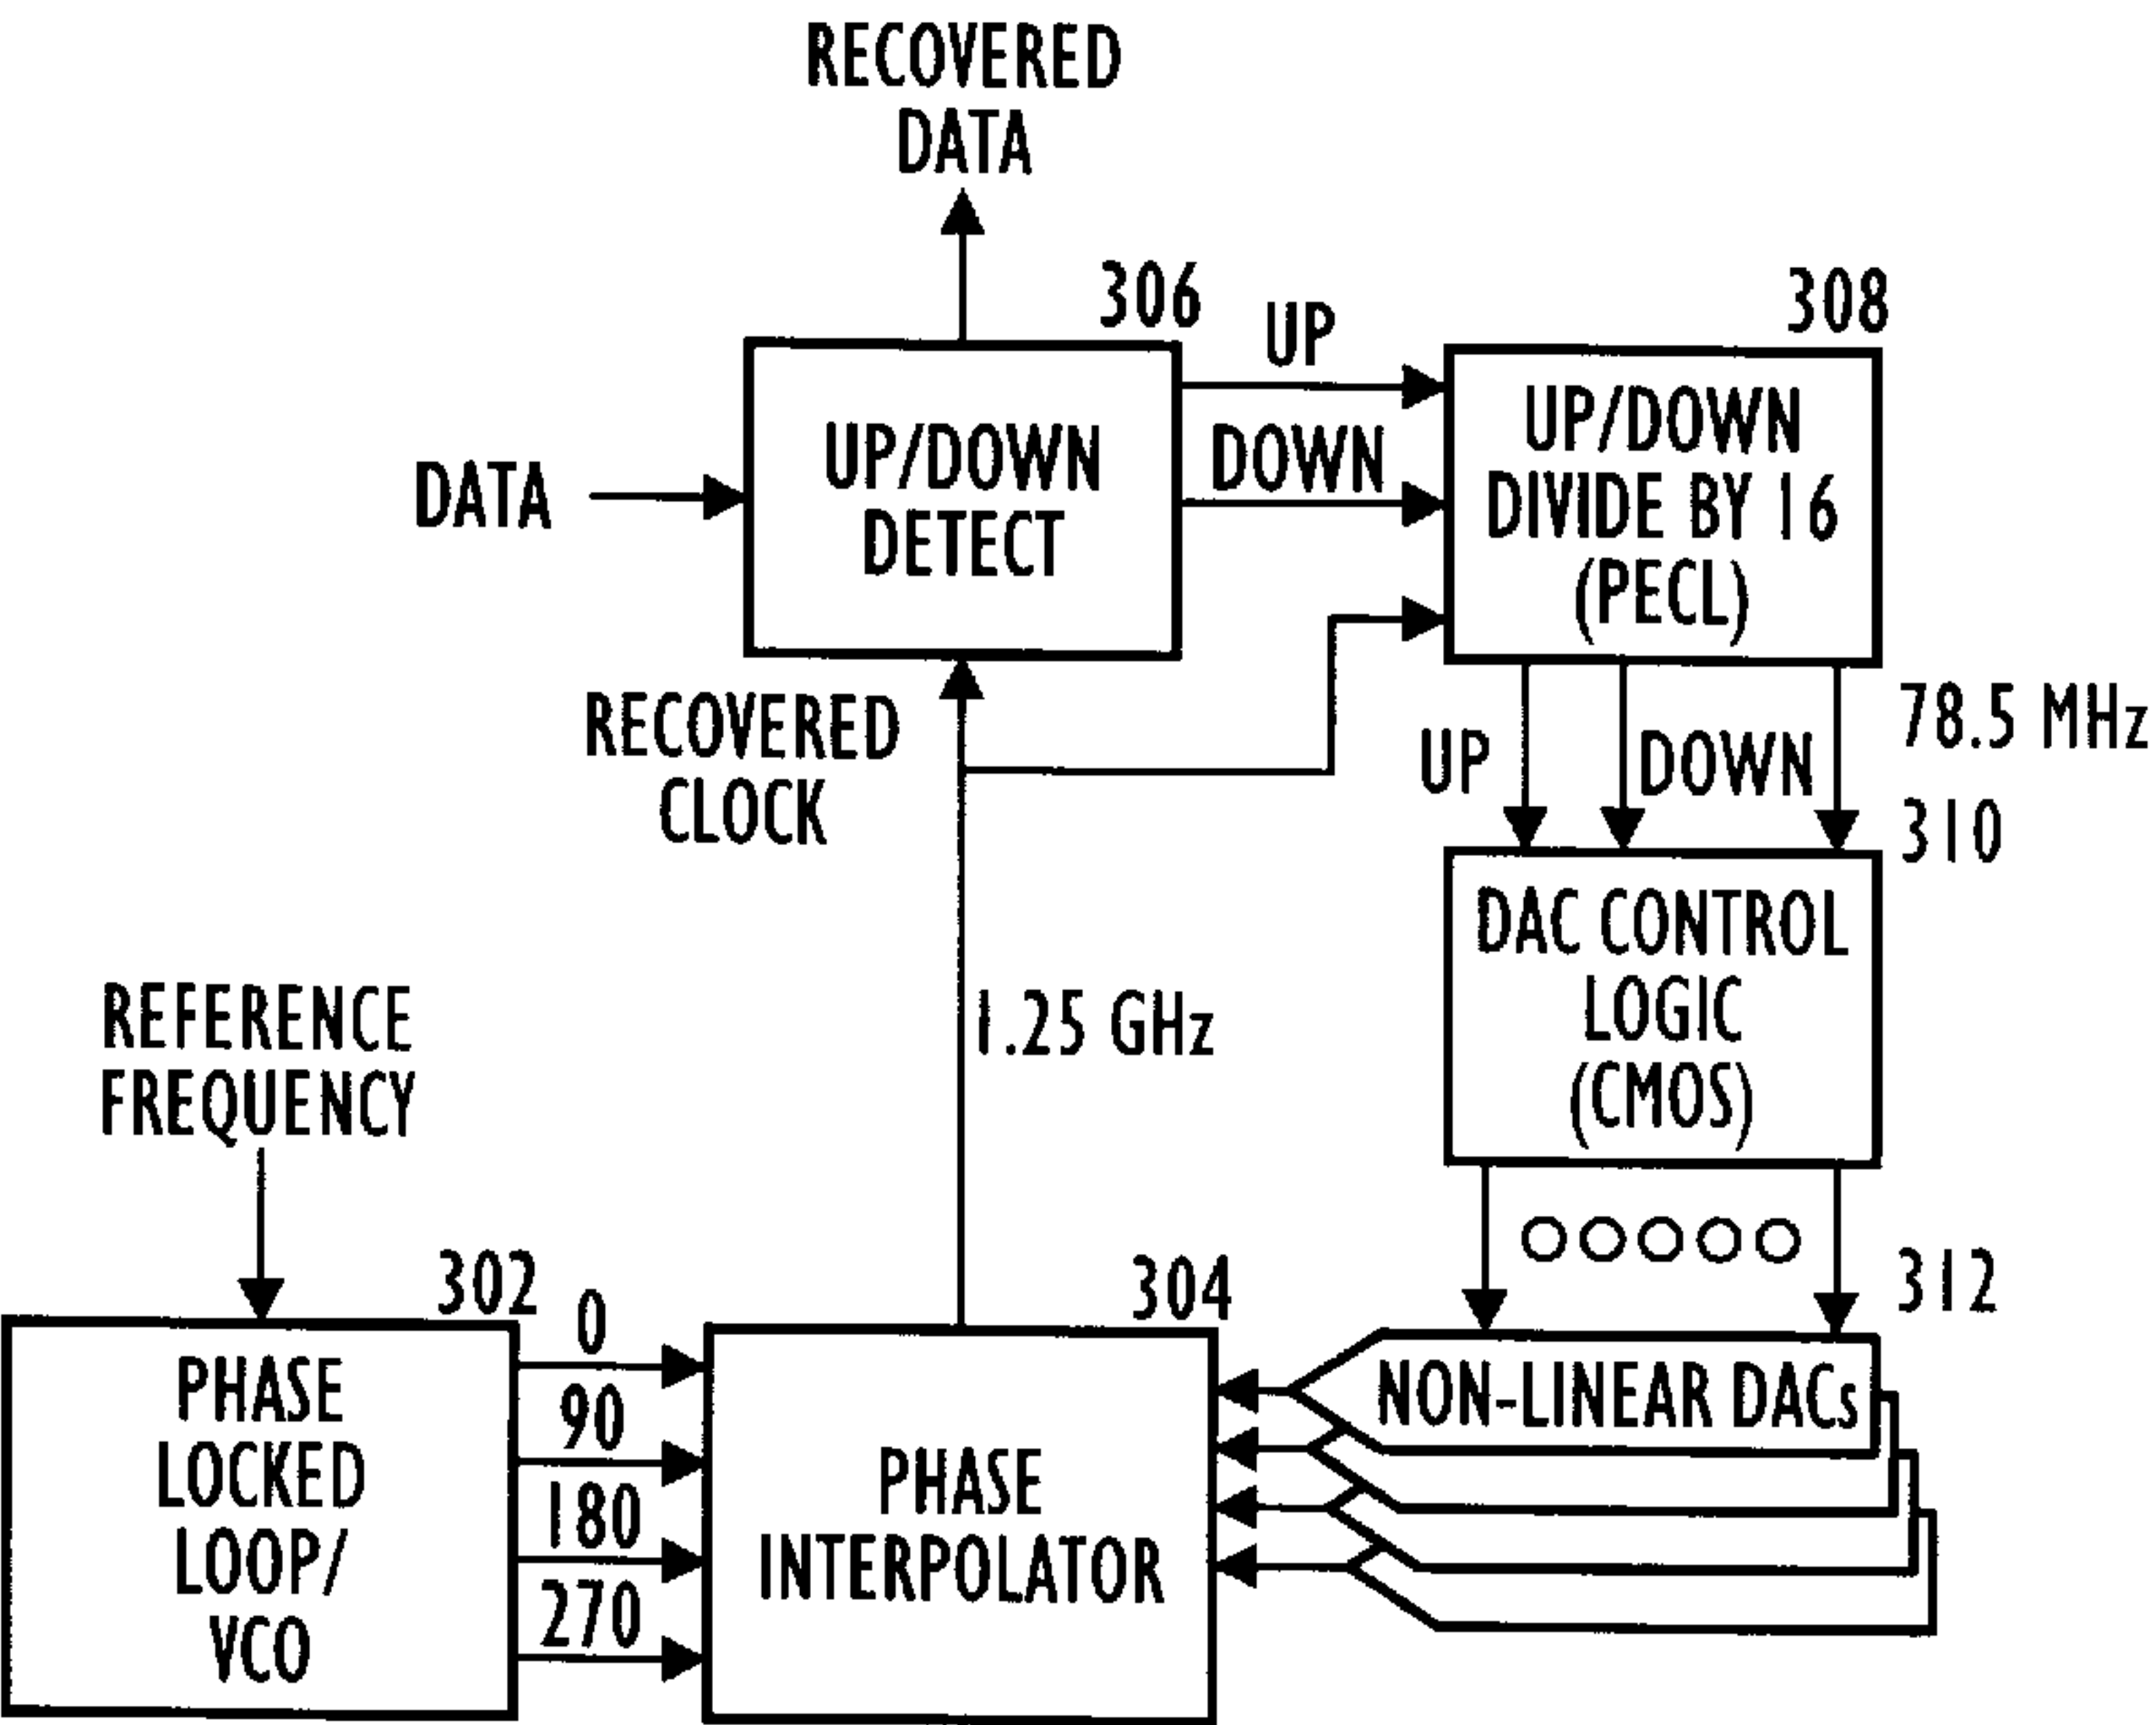 RECOVERED
DATA
306
UP
308
DATA
UP/DOWN
DETECT
DOWN
UP/DOWN
DIVIDE BY 16
(PECL)
RECOVERED
CLOCK
UP
DOWN
78.5 MHz
310
DAC CONTROL
LOGIC
(CMOS)
1.25 GHz
REFERENCE
FREQUENCY
302
0
90
180
270
304
312
PHASE
LOCKED
LOOP/
VCO
PHASE
INTERPOLATOR
NON-LINEAR DACs